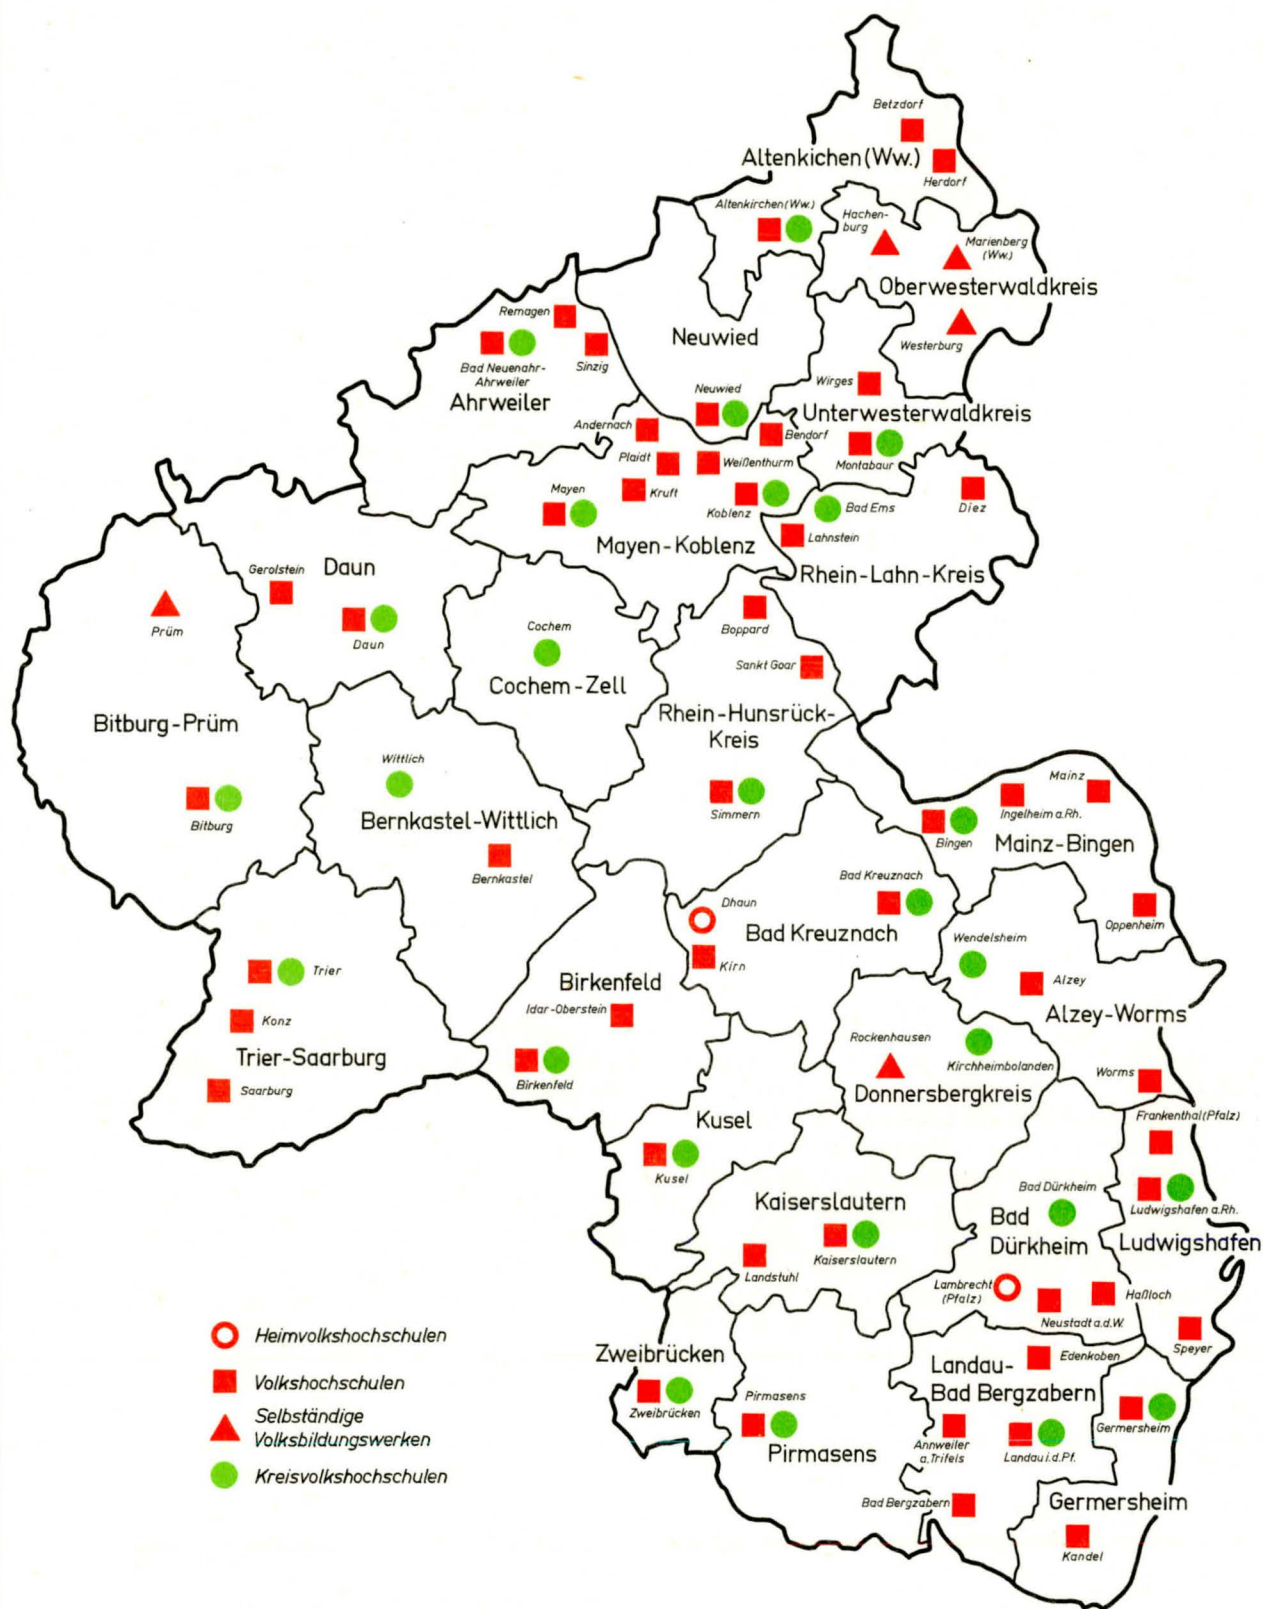 Betzdorf
Altenkichen (Ww.)
Herdorf
Altenkirchen (Ww.)
Hachen-
burg
Marienberg
(Ww.)
Oberwesterwaldkreis
Remagen
Neuwied
Westerburg
Bad Neuenahr-
Ahrweiler
Sinzig
Ahrweiler
Wirges
Neuwied
Unterwesterwaldkreis
Andernach
Bendorf
Plaidt
Weißenthurm
Montabaur
Mayen
Kruft
Koblenz
Bad Ems
Diez
Lahnstein
Mayen-Koblenz
Rhein-Lahn-Kreis
Gerolstein
Daun
Prüm
Daun
Cochem
Boppard
Sankt Goar
Cochem-Zell
Bitburg-Prüm
Rhein-Hunsrück-
Kreis
Wittlich
Mainz
Bitburg
Bernkastel-Wittlich
Simmern
Ingelheim a.Rh.
Bingen
Mainz-Bingen
Bernkastel
Bad Kreuznach
Dhaun
Bad Kreuznach
Oppenheim
Wendelsheim
Kirn
Trier
Birkenfeld
Alzey
Idar-Oberstein
Alzey-Worms
Konz
Trier-Saarburg
Rockenhausen
Kirchheimbolanden
Worms
Birkenfeld
Saarburg
Donnersbergkreis
Kusel
Frankenthal (Pfalz)
Kusel
Bad Dürkheim
Kaiserslautern
Ludwigshafen a.Rh.
Bad
Dürkheim
Ludwigshafen
Kaiserslautern
Landstuhl
Lambrecht
(Pfalz)
Haßloch
Neustadt a.d.W.
Speyer
Heimvolkshochschulen
Zweibrücken
Edenkoben
Landau-
Bad Bergzabern
Volkshochschulen
Zweibrücken
Pirmasens
Germersheim
Selbständige
Volksbildungswerken
Pirmasens
Annweiler
a.Trifels
Landau i.d.Pf.
Kreisvolkshochschulen
Bad Bergzabern
Germersheim
Kandel